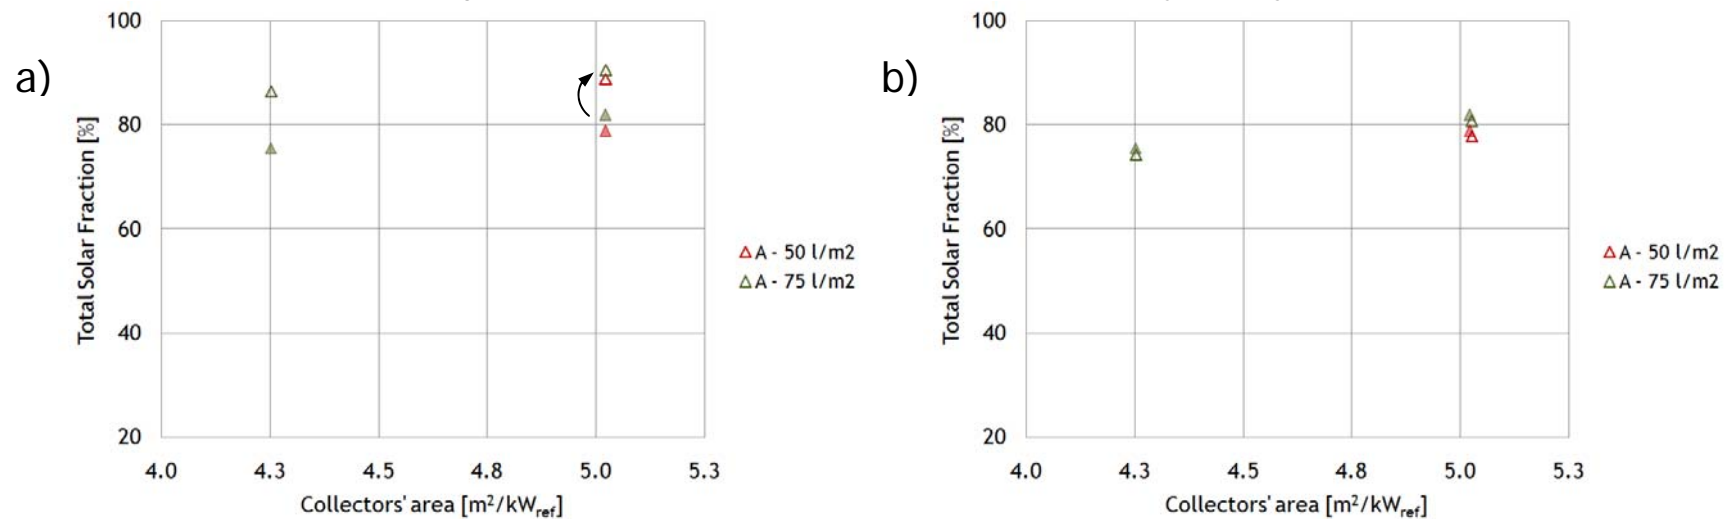 a)
Total Solar Fraction [%]
100
80
60
40
20
4.0 4.3 4.5 4.8 5.0 5.3
Collectors' area [m²/kWref]
A - 50 l/m2
A - 75 l/m2
b)
Total Solar Fraction [%]
100
80
60
40
20
4.0 4.3 4.5 4.8 5.0 5.3
Collectors' area [m²/kWref]
A - 50 l/m2
A - 75 l/m2